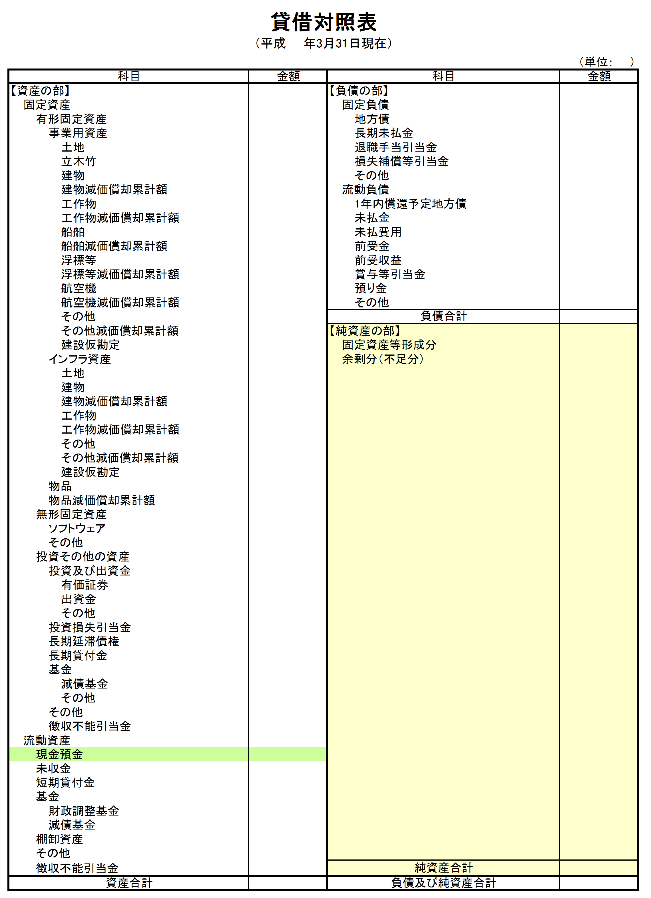 貸借対照表
(平成 年3月31日現在)
(単位: )
科目 金額 科目 金額
【資産の部】
固定資産
有形固定資産
事業用資産
土地
立木竹
建物
建物減価償却累計額
工作物
工作物減価償却累計額
船舶
船舶減価償却累計額
浮標等
浮標等減価償却累計額
航空機
航空機減価償却累計額
その他
その他減価償却累計額
建設仮勘定
インフラ資産
土地
建物
建物減価償却累計額
工作物
工作物減価償却累計額
その他
その他減価償却累計額
建設仮勘定
物品
物品減価償却累計額
無形固定資産
ソフトウェア
その他
投資その他の資産
投資及び出資金
有価証券
出資金
その他
投資損失引当金
長期延滞債権
長期貸付金
基金
減債基金
その他
その他
徴収不能引当金
流動資産
現金預金
未収金
短期貸付金
基金
財政調整基金
減債基金
棚卸資産
その他
徴収不能引当金
資産合計
【負債の部】
固定負債
地方債
長期未払金
退職手当引当金
損失補償等引当金
その他
流動負債
1年内償還予定地方債
未払金
未払費用
前受金
前受収益
賞与等引当金
預り金
その他
負債合計
【純資産の部】
固定資産等形成分
余剰分(不足分)
純資産合計
負債及び純資産合計